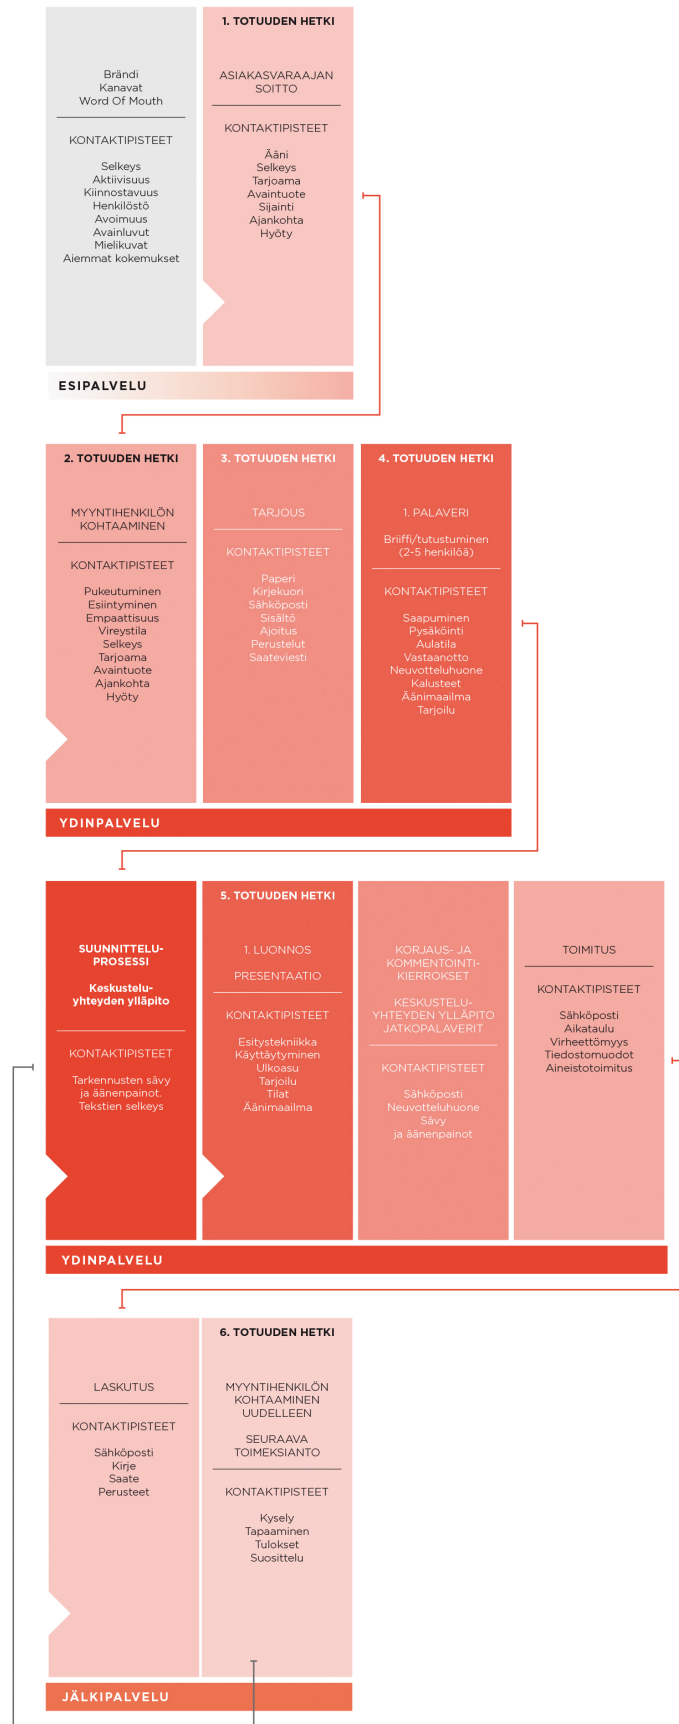 Brändi
Kanavat
Word Of Mouth
KONTAKTIPISTEET
Selkeys
Aktiivisuus
Kiinnostavuus
Henkilöstö
Avoimuus
Avainluvut
Mielikuvat
Aiemmat kokemukset
1. TOTUUDEN HETKI
ASIAKASVARAAJAN
SOITTO
KONTAKTIPISTEET
Ääni
Selkeys
Tarjoama
Avaintuote
Sijainti
Ajankohta
Hyöty
ESIPALVELU
2. TOTUUDEN HETKI
MYYNTIHENKILÖN
KOHTAAMINEN
KONTAKTIPISTEET
Pukeutuminen
Esiintyminen
Empaattisuus
Vireystila
Selkeys
Tarjoama
Avaintuote
Ajankohta
Hyöty
3. TOTUUDEN HETKI
TARJOUS
KONTAKTIPISTEET
Paperi
Kirjekuori
Sähköposti
Sisältö
Ajoitus
Perustelut
Saateviesti
4. TOTUUDEN HETKI
1. PALAVERI
Briiffi/tutustuminen
(2-5 henkilöä)
KONTAKTIPISTEET
Saapuminen
Pysäköinti
Aulatila
Vastaanotto
Neuvotteluhuone
Kalusteet
Äänimaailma
Tarjoilu
YDINPALVELU
SUUNNITTELU-
PROSESSI
Keskustelu-
yhteyden ylläpito
KONTAKTIPISTEET
Tarkennusten sävy
ja äänenpainot.
Tekstien selkeys
5. TOTUUDEN HETKI
1. LUONNOS
PRESENTAATIO
KONTAKTIPISTEET
Esitystekniikka
Käyttäytyminen
Ulkoasu
Tarjoilu
Tilat
Äänimaailma
KORJAUS- JA
KOMMENTOINTI-
KIERROKSET
KESKUSTELU-
YHTEYDEN YLLÄPITO
JATKOPALAVERIT
KONTAKTIPISTEET
Sähköposti
Neuvotteluhuone
Sävy
ja äänenpainot
TOIMITUS
KONTAKTIPISTEET
Sähköposti
Aikataulu
Virheettömyys
Tiedostomuodot
Aineistotoimitus
YDINPALVELU
LASKUTUS
KONTAKTIPISTEET
Sähköposti
Kirje
Saate
Perusteet
6. TOTUUDEN HETKI
MYYNTIHENKILÖN
KOHTAAMINEN
UUDELLEEN
SEURAAVA
TOIMEKSIANTO
KONTAKTIPISTEET
Kysely
Tapaaminen
Tulokset
Suosittelu
JÄLKIPALVELU